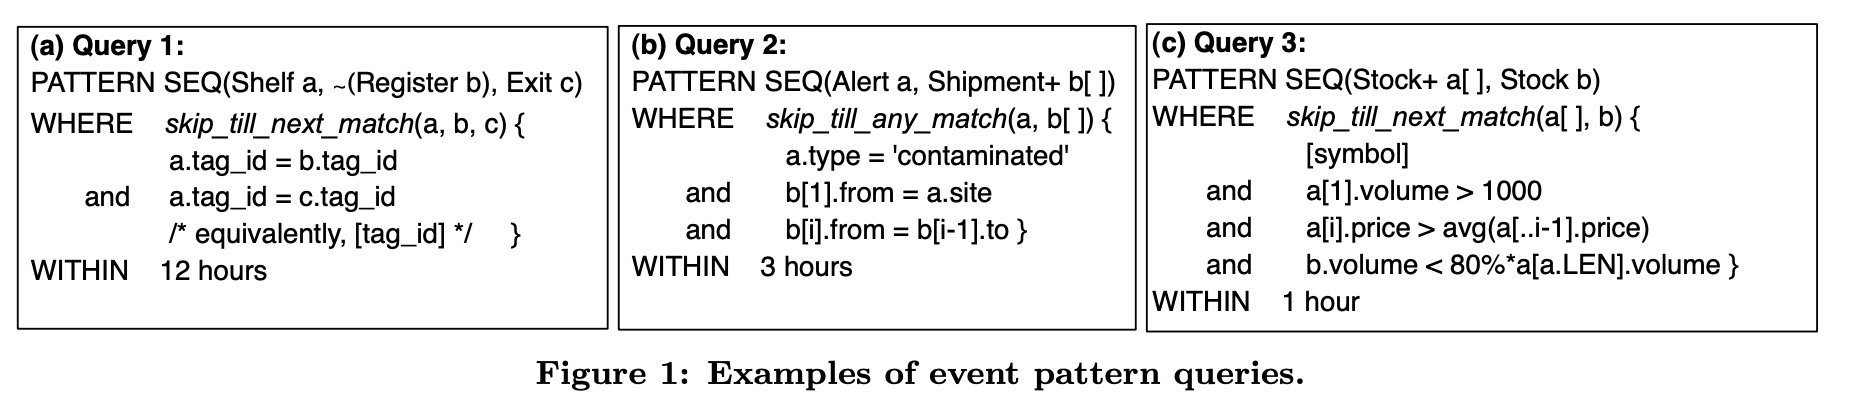 (a) Query 1:
PATTERN SEQ(Shelf a, ~(Register b), Exit c)
WHERE skip_till_next_match(a, b, c) {
a.tag_id = b.tag_id
and a.tag_id = c.tag_id
/* equivalently, [tag_id] */ }
WITHIN 12 hours
(b) Query 2:
PATTERN SEQ(Alert a, Shipment+ b[ ])
WHERE skip_till_any_match(a, b[ ]) {
a.type = 'contaminated'
and b[1].from = a.site
and b[i].from = b[i-1].to }
WITHIN 3 hours
(c) Query 3:
PATTERN SEQ(Stock+ a[ ], Stock b)
WHERE skip_till_next_match(a[ ], b) {
[symbol]
and a[1].volume > 1000
and a[i].price > avg(a[..i-1].price)
and b.volume < 80%*a[a.LEN].volume }
WITHIN 1 hour
Figure 1: Examples of event pattern queries.